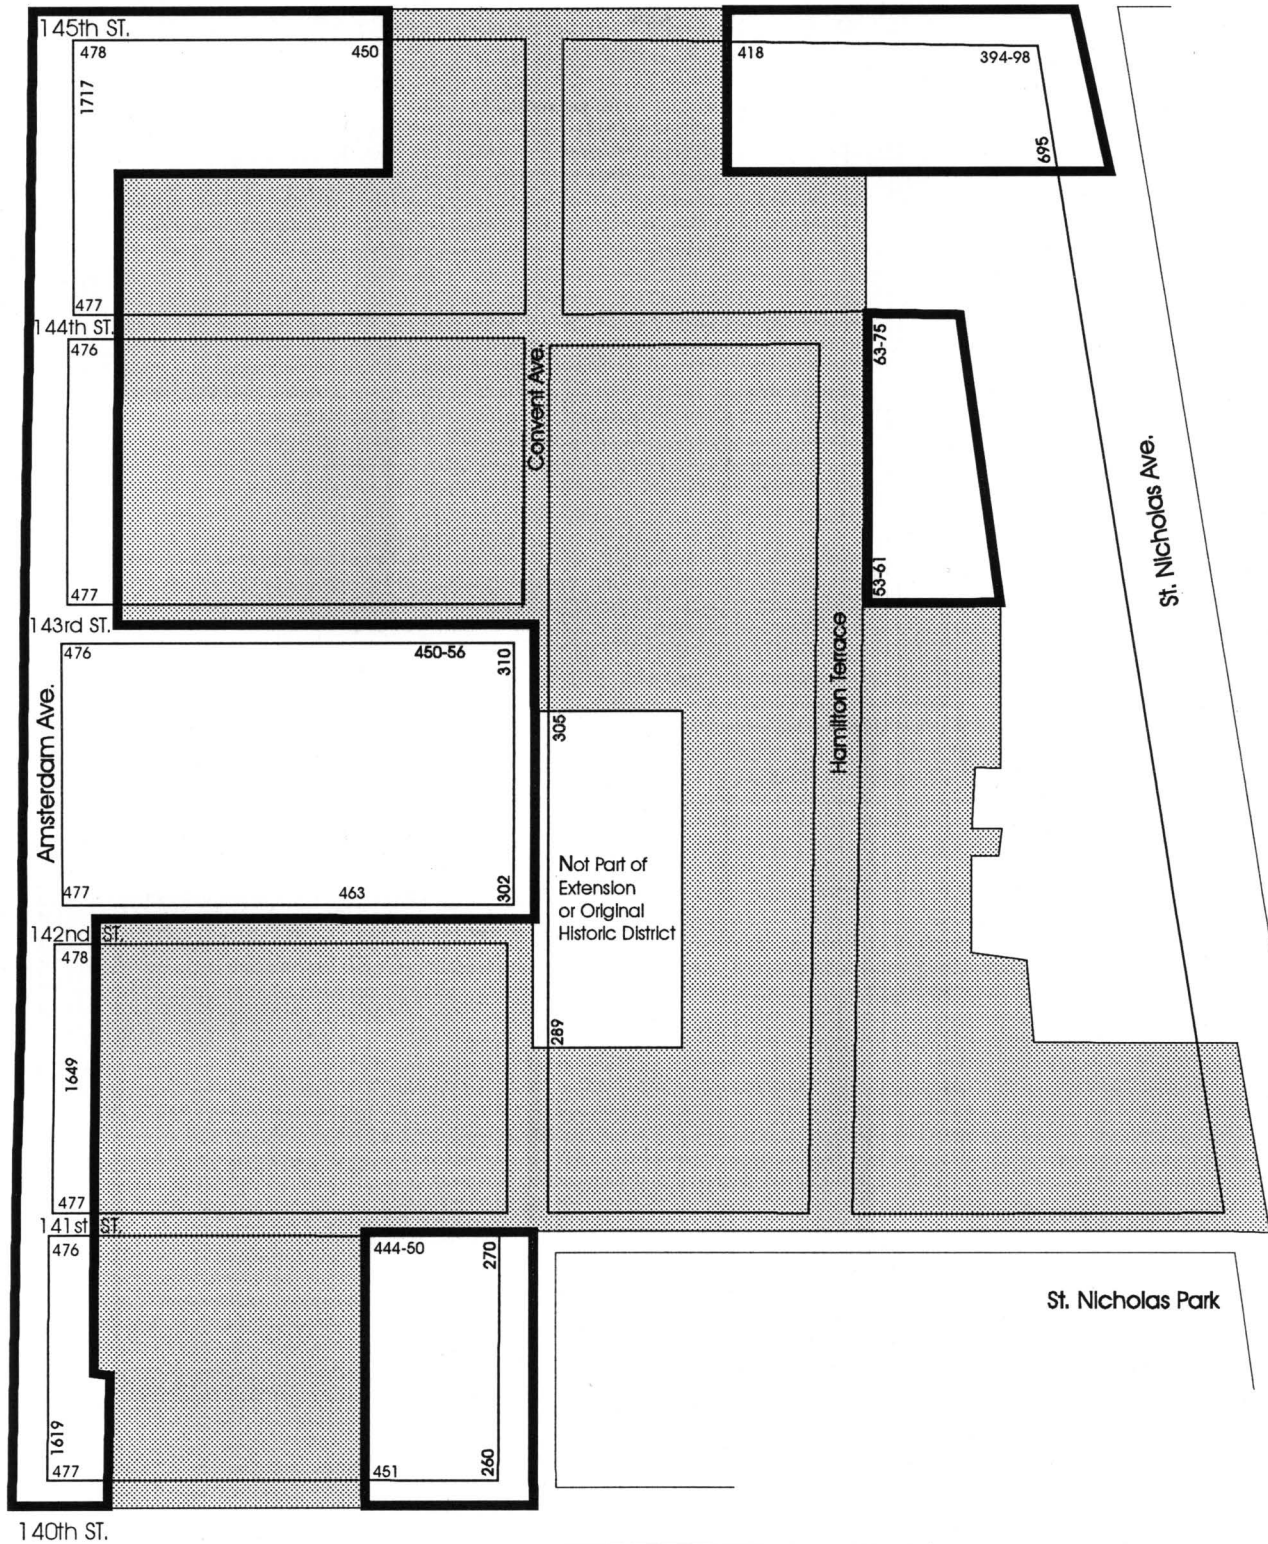 145th ST.
478
450
418
394-98
1717
695
477
144th ST.
476
63-75
Convent Ave.
St. Nicholas Ave.
53-61
477
143rd ST.
476
450-56
310
Hamilton Terrace
305
Amsterdam Ave.
Not Part of
Extension
or Original
Historic District
477
463
302
142nd ST.
478
289
1649
477
141st ST.
476
444-50
270
St. Nicholas Park
1619
260
477
451
140th ST.